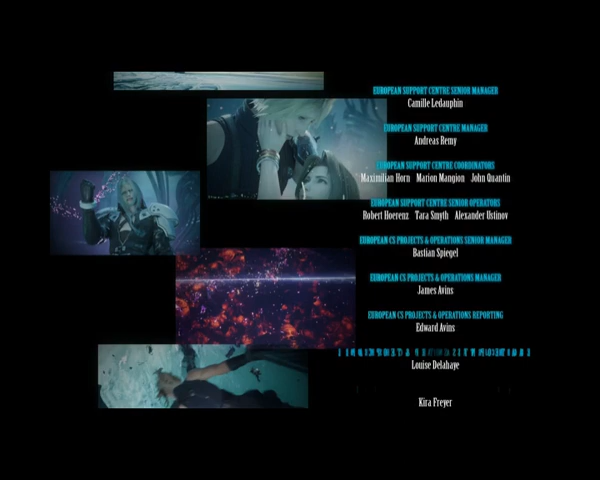 EUROPEAN SUPPORT CENTRE SENIOR MANAGER
Camille Ledauphin
EUROPEAN SUPPORT CENTRE MANAGER
Andreas Remy
EUROPEAN SUPPORT CENTRE COORDINATORS
Maximilian Horn Marion Mangion John Quantin
EUROPEAN SUPPORT CENTRE SENIOR OPERATORS
Robert Hoerenz Tara Smyth Alexander Ustinov
EUROPEAN CS PROJECTS & OPERATIONS SENIOR MANAGER
Bastian Spiegel
EUROPEAN CS PROJECTS & OPERATIONS MANAGER
James Avins
EUROPEAN CS PROJECTS & OPERATIONS REPORTING
Edward Avins
Louise Delahaye
Kira Freyer